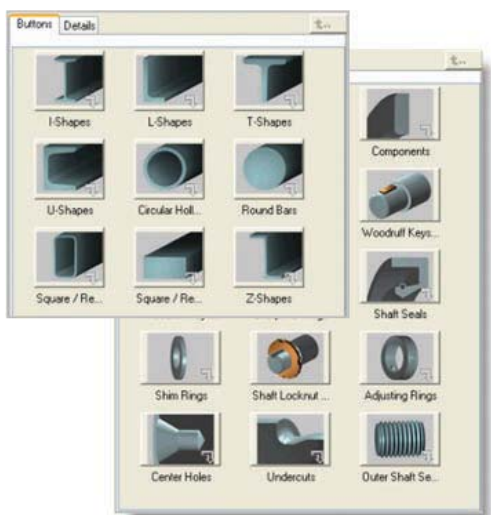 Buttons Details
t...
I-Shapes L-Shapes T-Shapes
U-Shapes Circular Holl... Round Bars
Square / Re... Square / Re... Z-Shapes
t...
Components
Woodruff Keys...
Shaft Seals
Shim Rings Shaft Locknut ... Adjusting Rings
Center Holes Undercuts Outer Shaft Se...